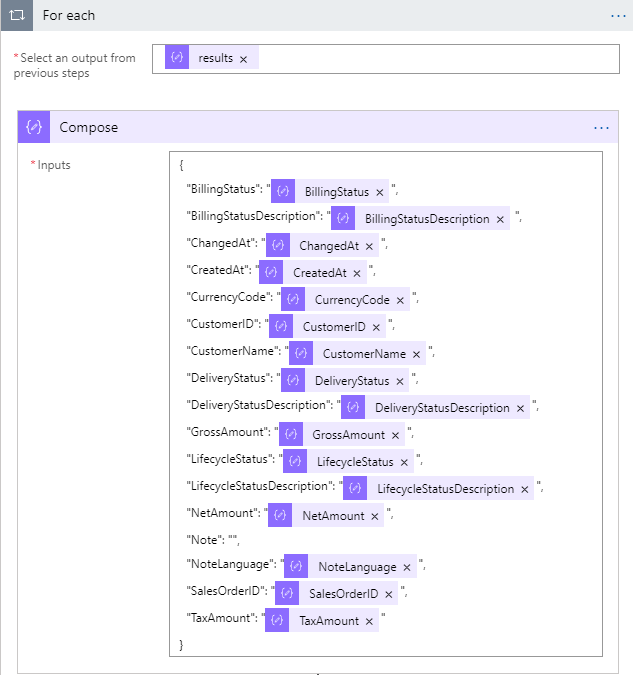 For each ...
*Select an output from
previous steps
results ×
Compose ...
*Inputs
{
"BillingStatus": " BillingStatus × ",
"BillingStatusDescription": " BillingStatusDescription × ",
"ChangedAt": " ChangedAt × ",
"CreatedAt": " CreatedAt × ",
"CurrencyCode": " CurrencyCode × ",
"CustomerID": " CustomerID × ",
"CustomerName": " CustomerName × ",
"DeliveryStatus": " DeliveryStatus × ",
"DeliveryStatusDescription": " DeliveryStatusDescription × ",
"GrossAmount": " GrossAmount × ",
"LifecycleStatus": " LifecycleStatus × ",
"LifecycleStatusDescription": " LifecycleStatusDescription × ",
"NetAmount": " NetAmount × ",
"Note": "",
"NoteLanguage": " NoteLanguage × ",
"SalesOrderID": " SalesOrderID × ",
"TaxAmount": " TaxAmount × "
}